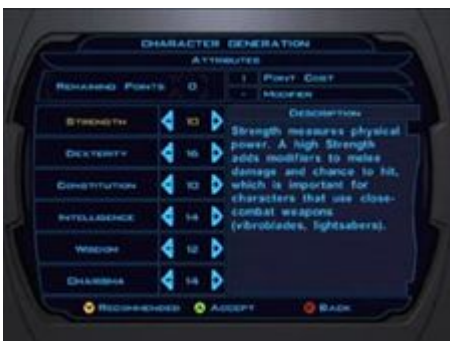 CHARACTER GENERATION
ATTRIBUTES
REMAINING POINTS 0
1 POINT COST
- MODIFIER
STRENGTH 10
DEXTERITY 16
CONSTITUTION 10
INTELLIGENCE 14
WISDOM 12
CHARISMA 14
DESCRIPTION
Strength measures physical
power. A high Strength
adds modifiers to melee
damage and chance to hit,
which is important for
characters that use close-
combat weapons
(vibroblades, lightsabers).
Y RECOMMENDED A ACCEPT B BACK